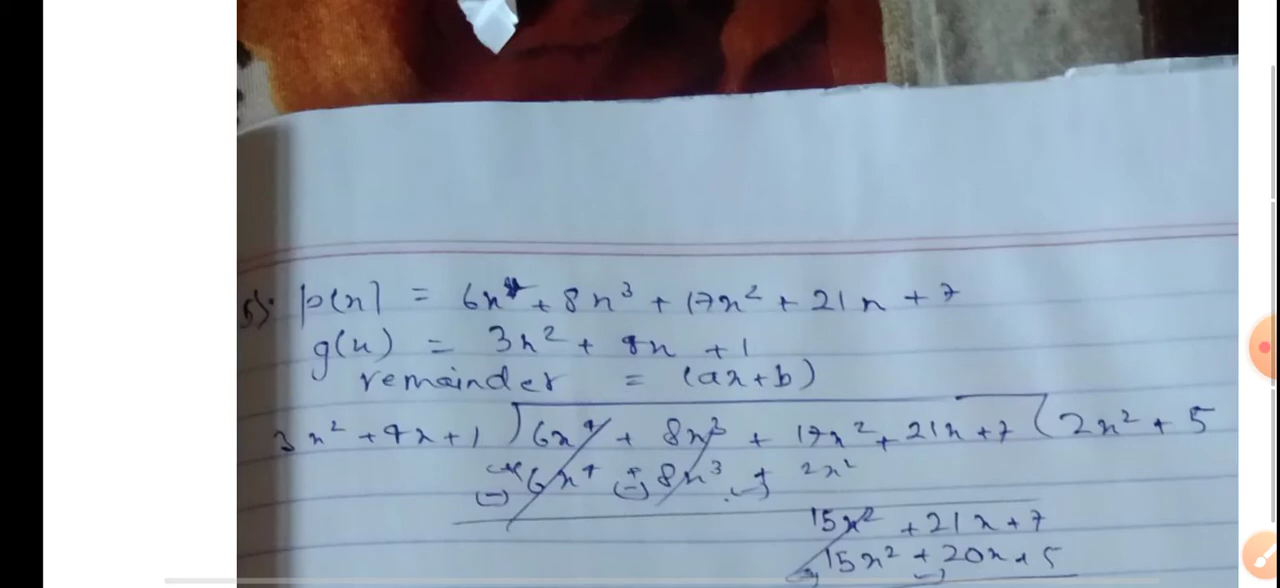 5). p(x) = 6x⁴ + 8x³ + 17x² + 21x + 7
g(x) = 3x² + 4x + 1
remainder = (ax+b)
3x² + 4x + 1 ) 6x⁴ + 8x³ + 17x² + 21x + 7 ( 2x² + 5
6x⁴ + 8x³ + 2x²
(-) (-) (-)
15x² + 21x + 7
15x² + 20x + 5